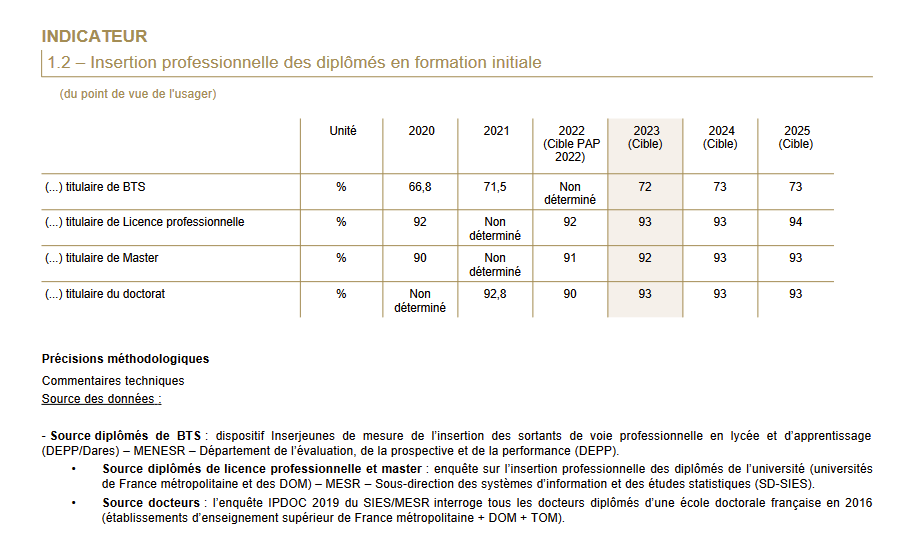 INDICATEUR
1.2 – Insertion professionnelle des diplômés en formation initiale
(du point de vue de l'usager)
Unité 2020 2021 2022 (Cible PAP 2022) 2023 (Cible) 2024 (Cible) 2025 (Cible)
(...) titulaire de BTS % 66,8 71,5 Non déterminé 72 73 73
(...) titulaire de Licence professionnelle % 92 Non déterminé 92 93 93 94
(...) titulaire de Master % 90 Non déterminé 91 92 93 93
(...) titulaire du doctorat % Non déterminé 92,8 90 93 93 93
Précisions méthodologiques
Commentaires techniques
Source des données :
- Source diplômés de BTS : dispositif Inserjeunes de mesure de l'insertion des sortants de voie professionnelle en lycée et d'apprentissage
(DEPP/Dares) – MENESR – Département de l'évaluation, de la prospective et de la performance (DEPP).
• Source diplômés de licence professionnelle et master : enquête sur l'insertion professionnelle des diplômés de l'université (universités
de France métropolitaine et des DOM) – MESR – Sous-direction des systèmes d'information et des études statistiques (SD-SIES).
• Source docteurs : l'enquête IPDOC 2019 du SIES/MESR interroge tous les docteurs diplômés d'une école doctorale française en 2016
(établissements d'enseignement supérieur de France métropolitaine + DOM + TOM).